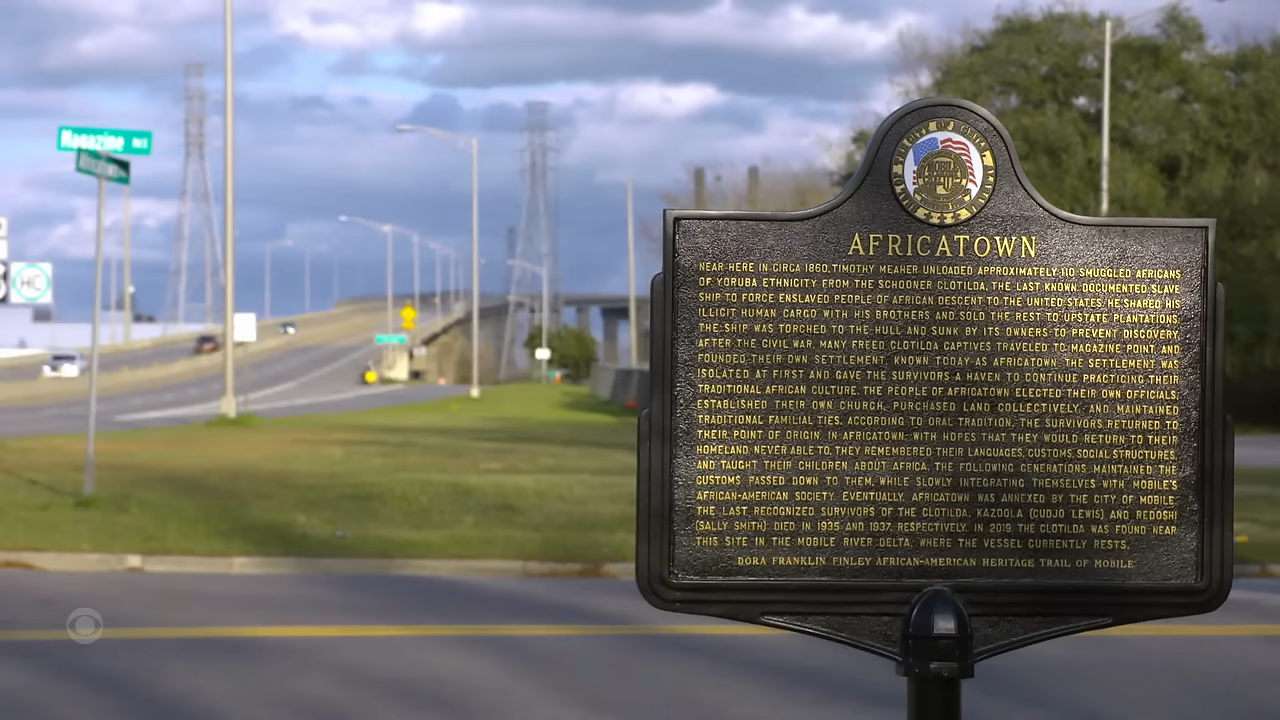 Magazine
HC
MOBILE
AFRICATOWN
NEAR HERE IN CIRCA 1860, TIMOTHY MEAHER UNLOADED APPROXIMATELY 110 SMUGGLED AFRICANS
OF YORUBA ETHNICITY FROM THE SCHOONER CLOTILDA, THE LAST KNOWN DOCUMENTED SLAVE
SHIP TO FORCE ENSLAVED PEOPLE OF AFRICAN DESCENT TO THE UNITED STATES. HE SHARED HIS
ILLICIT HUMAN CARGO WITH HIS BROTHERS AND SOLD THE REST TO UPSTATE PLANTATIONS.
THE SHIP WAS TORCHED TO THE HULL AND SUNK BY ITS OWNERS TO PREVENT DISCOVERY.
AFTER THE CIVIL WAR, MANY FREED CLOTILDA CAPTIVES TRAVELED TO MAGAZINE POINT, AND
FOUNDED THEIR OWN SETTLEMENT, KNOWN TODAY AS AFRICATOWN. THE SETTLEMENT WAS
ISOLATED AT FIRST AND GAVE THE SURVIVORS A HAVEN TO CONTINUE PRACTICING THEIR
TRADITIONAL AFRICAN CULTURE. THE PEOPLE OF AFRICATOWN ELECTED THEIR OWN OFFICIALS,
ESTABLISHED THEIR OWN CHURCH, PURCHASED LAND COLLECTIVELY, AND MAINTAINED
TRADITIONAL FAMILIAL TIES. ACCORDING TO ORAL TRADITION, THE SURVIVORS RETURNED TO
THEIR POINT OF ORIGIN, IN AFRICATOWN, WITH HOPES THAT THEY WOULD RETURN TO THEIR
HOMELAND. NEVER ABLE TO, THEY REMEMBERED THEIR LANGUAGES, CUSTOMS, SOCIAL STRUCTURES,
AND TAUGHT THEIR CHILDREN ABOUT AFRICA. THE FOLLOWING GENERATIONS MAINTAINED THE
CUSTOMS PASSED DOWN TO THEM, WHILE SLOWLY INTEGRATING THEMSELVES WITH MOBILE'S
AFRICAN-AMERICAN SOCIETY. EVENTUALLY, AFRICATOWN WAS ANNEXED BY THE CITY OF MOBILE.
THE LAST RECOGNIZED SURVIVORS OF THE CLOTILDA, KAZOOLA (CUDJO LEWIS) AND REDOSHI
(SALLY SMITH) DIED IN 1935 AND 1937, RESPECTIVELY. IN 2019, THE CLOTILDA WAS FOUND NEAR
THIS SITE IN THE MOBILE RIVER DELTA, WHERE THE VESSEL CURRENTLY RESTS.
DORA FRANKLIN FINLEY AFRICAN-AMERICAN HERITAGE TRAIL OF MOBILE